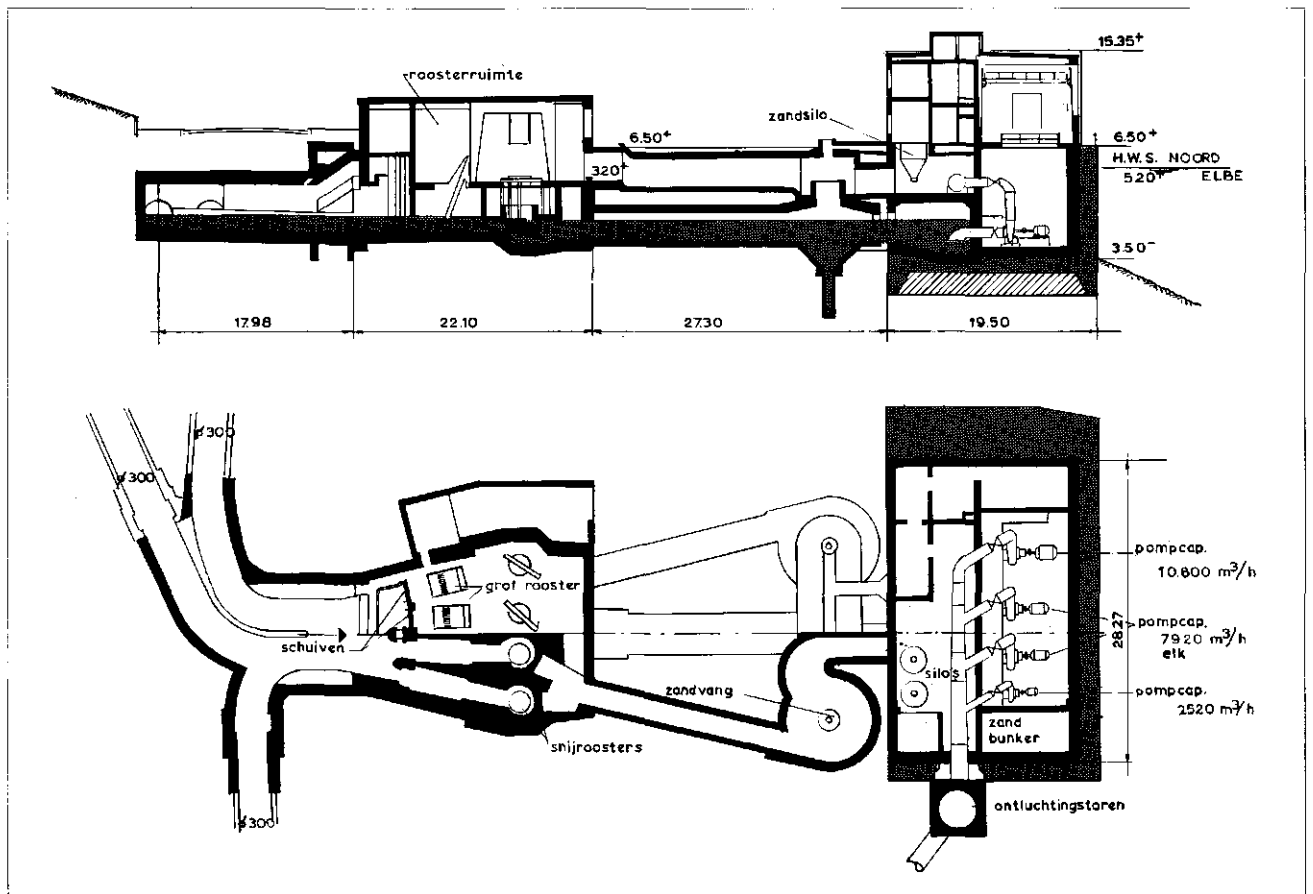 15.35+
roosterruimte
zandsilo
6.50+
6.50+
H.W.S. NOORD
5.20+ ELBE
3.20+
3.50-
17.98
22.10
27.30
19.50
ø300
ø300
pompcap.
10.800 m³/h
grof rooster
pompcap.
7920 m³/h
elk
28.27
schuiven
silo's
zandvang
pompcap.
2520 m³/h
zand
bunker
snijroosters
ontluchtingstoren
ø300